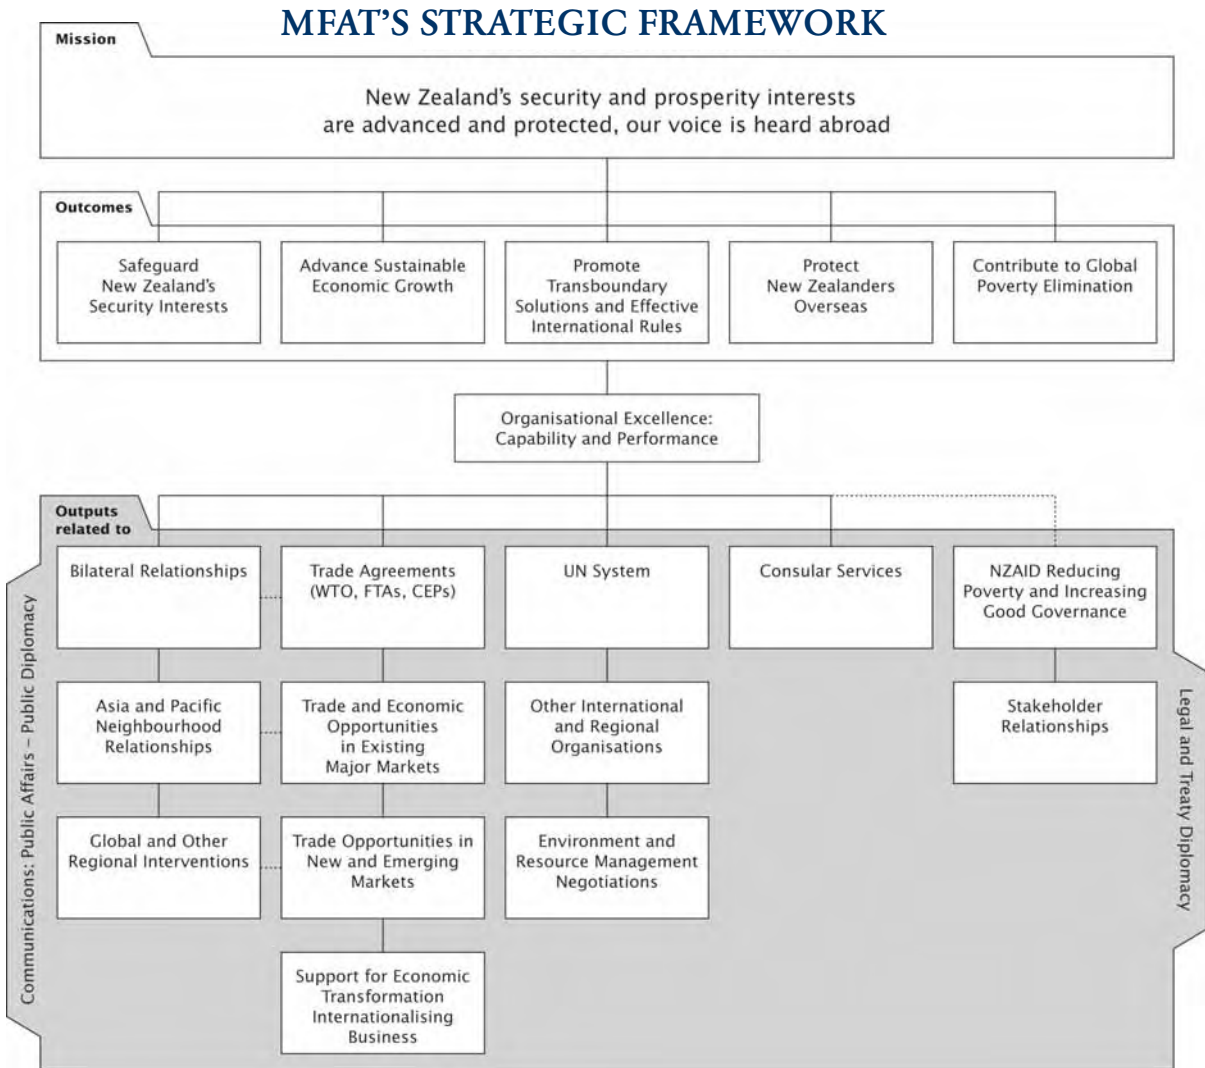 MFAT'S STRATEGIC FRAMEWORK
Mission
New Zealand's security and prosperity interests
are advanced and protected, our voice is heard abroad
Outcomes
Safeguard
New Zealand's
Security Interests
Advance Sustainable
Economic Growth
Promote
Transboundary
Solutions and Effective
International Rules
Protect
New Zealanders
Overseas
Contribute to Global
Poverty Elimination
Organisational Excellence:
Capability and Performance
Outputs
related to
Bilateral Relationships
Trade Agreements
(WTO, FTAs, CEPs)
UN System
Consular Services
NZAID Reducing
Poverty and Increasing
Good Governance
Asia and Pacific
Neighbourhood
Relationships
Trade and Economic
Opportunities
in Existing
Major Markets
Other International
and Regional
Organisations
Stakeholder
Relationships
Global and Other
Regional Interventions
Trade Opportunities in
New and Emerging
Markets
Environment and
Resource Management
Negotiations
Support for Economic
Transformation
Internationalising
Business
Communications: Public Affairs – Public Diplomacy
Legal and Treaty Diplomacy